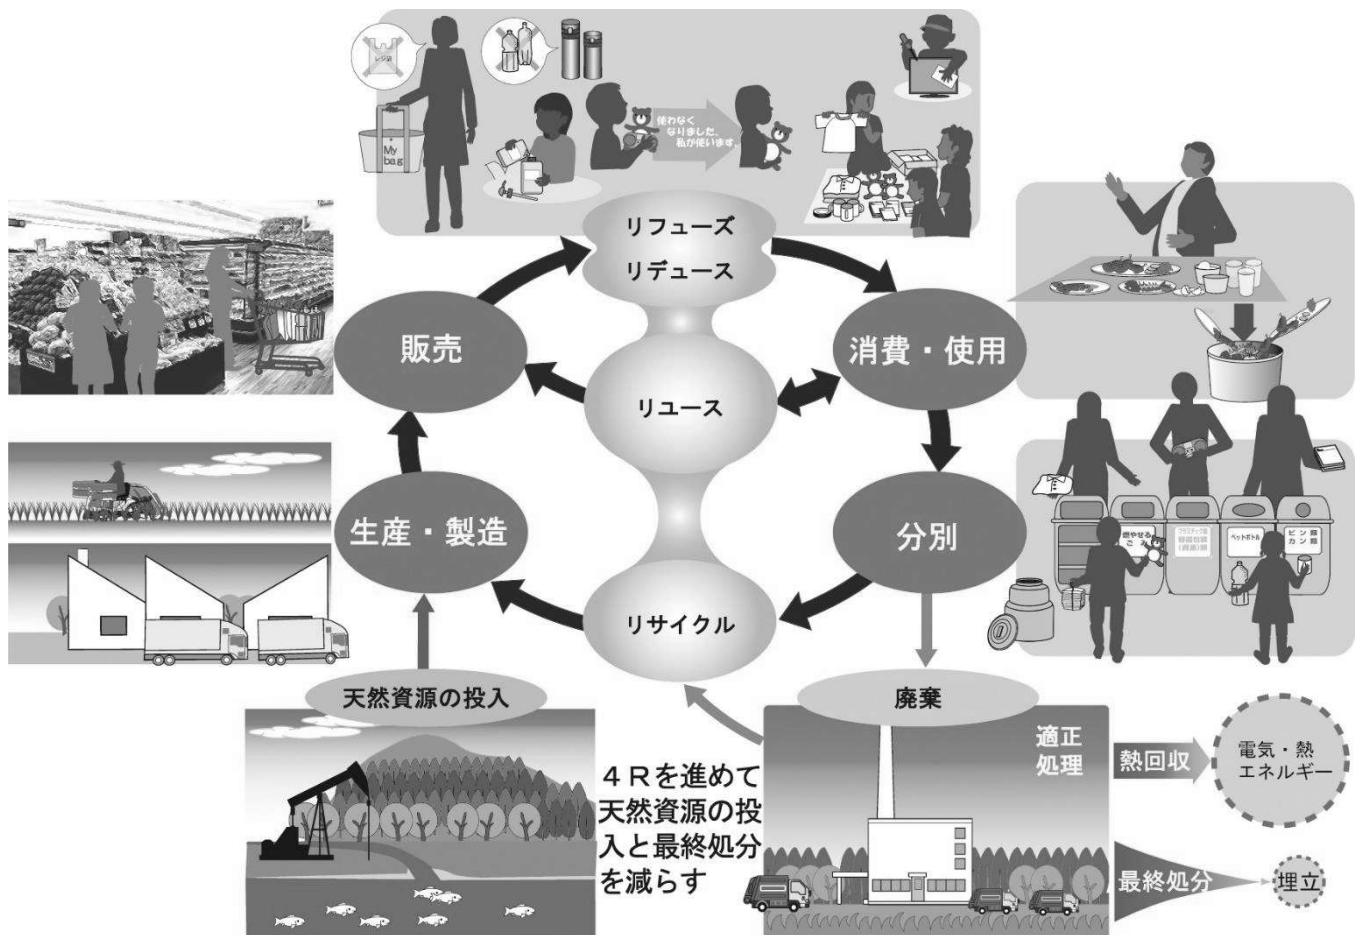 レジ袋
My
bag
使わなく
なりました、
私が使います。
リフューズ
リデュース
販売
消費・使用
リユース
生産・製造
分別
燃やせる
ごみ
プラスチック製
容器包装
(資源)類
ペットボトル
ビン類
カン類
リサイクル
天然資源の投入
廃棄
適正
処理
熱回収
電気・熱
エネルギー
4Rを進めて
天然資源の投
入と最終処分
を減らす
最終処分
埋立